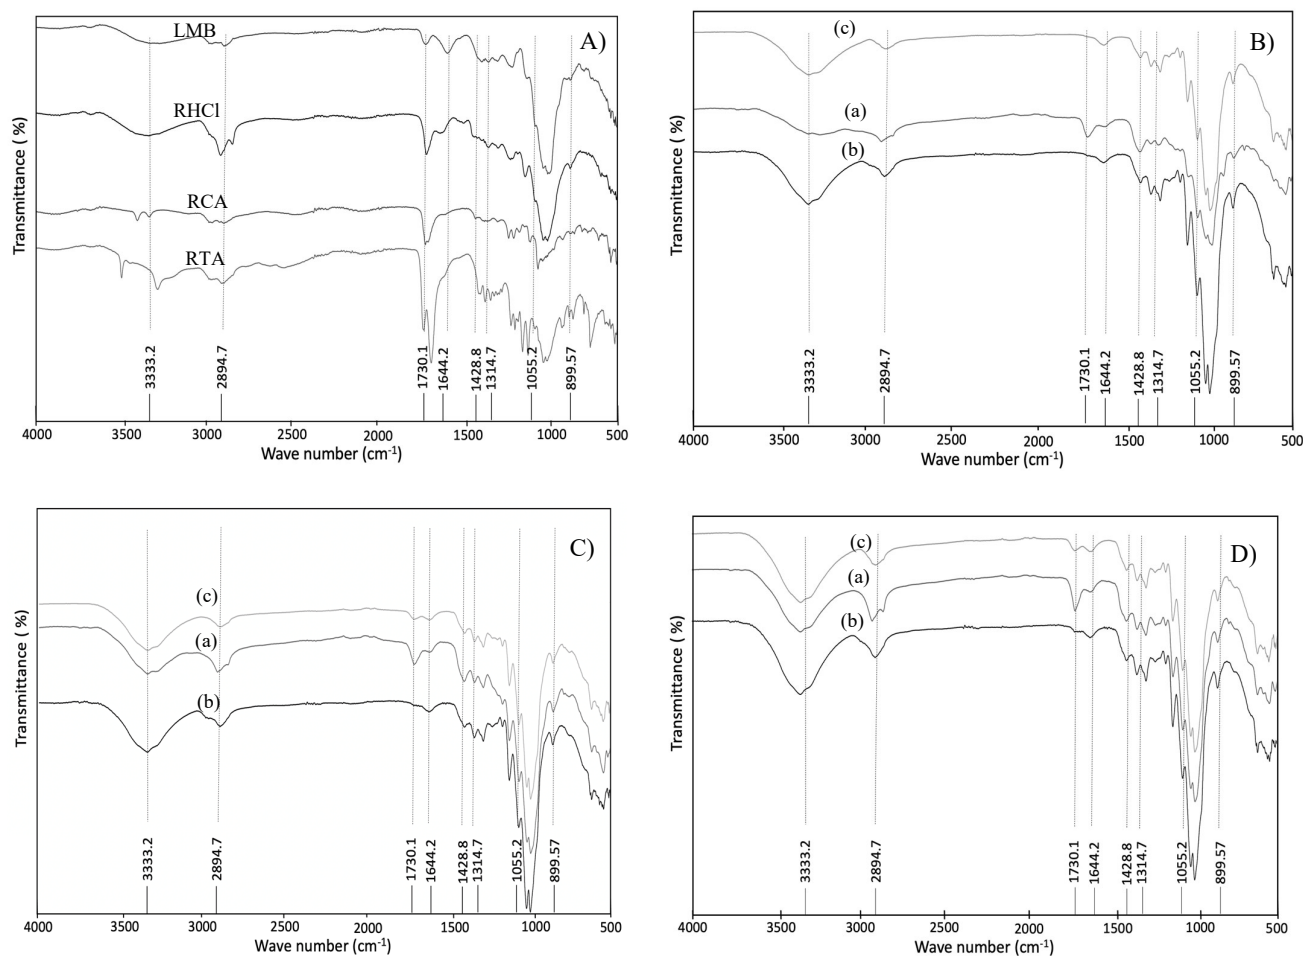 A)
LMB
RHCl
RCA
RTA
Transmittance ( %)
3333.2
2894.7
1730.1
1644.2
1428.8
1314.7
1055.2
899.57
4000
3500
3000
2500
2000
1500
1000
500
Wave number (cm-1)
B)
(c)
(a)
(b)
Transmittance ( %)
3333.2
2894.7
1730.1
1644.2
1428.8
1314.7
1055.2
899.57
4000
3500
3000
2500
2000
1500
1000
500
Wave number (cm-1)
C)
(c)
(a)
(b)
Transmittance ( %)
3333.2
2894.7
1730.1
1644.2
1428.8
1314.7
1055.2
899.57
4000
3500
3000
2500
2000
1500
1000
500
Wave number (cm-1)
D)
(c)
(a)
(b)
Transmittance ( %)
3333.2
2894.7
1730.1
1644.2
1428.8
1314.7
1055.2
899.57
4000
3500
3000
2500
2000
1500
1000
500
Wave number (cm-1)